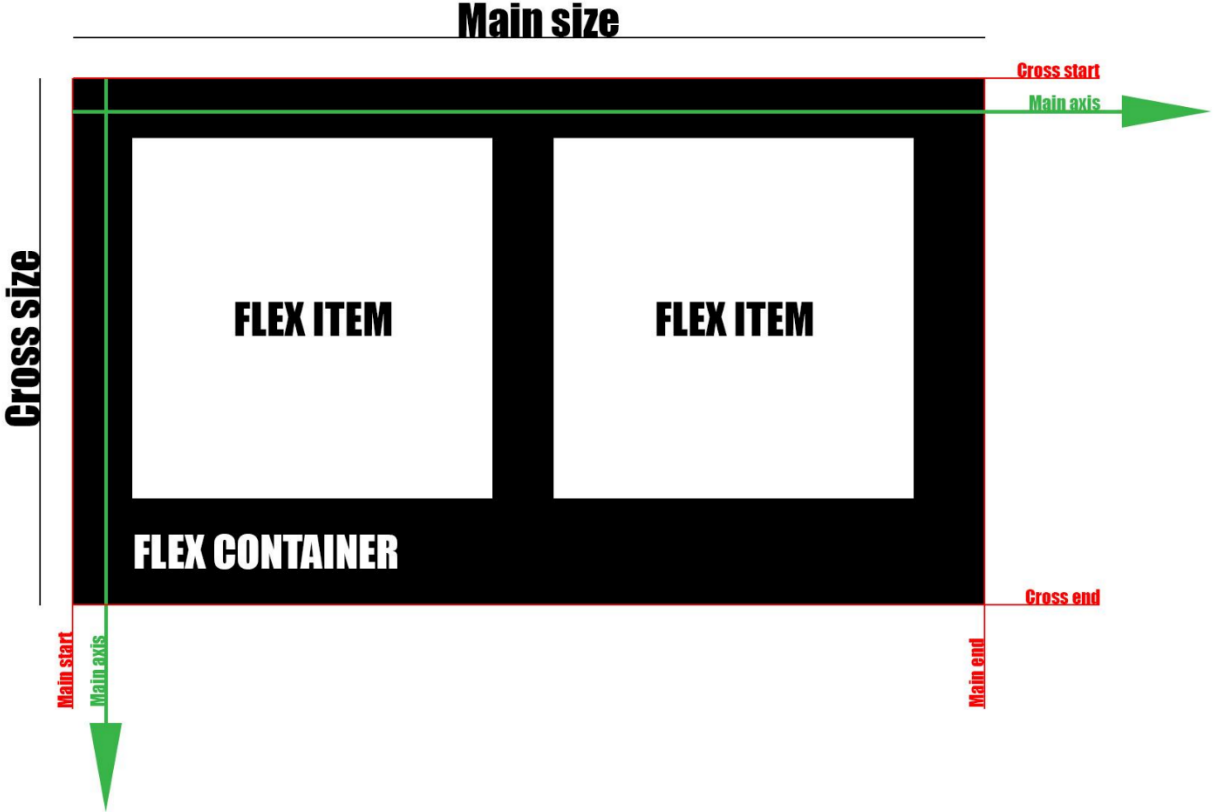 Main size
Cross start
Main axis
Cross size
FLEX ITEM
FLEX ITEM
FLEX CONTAINER
Cross end
Main start
Main axis
Main end